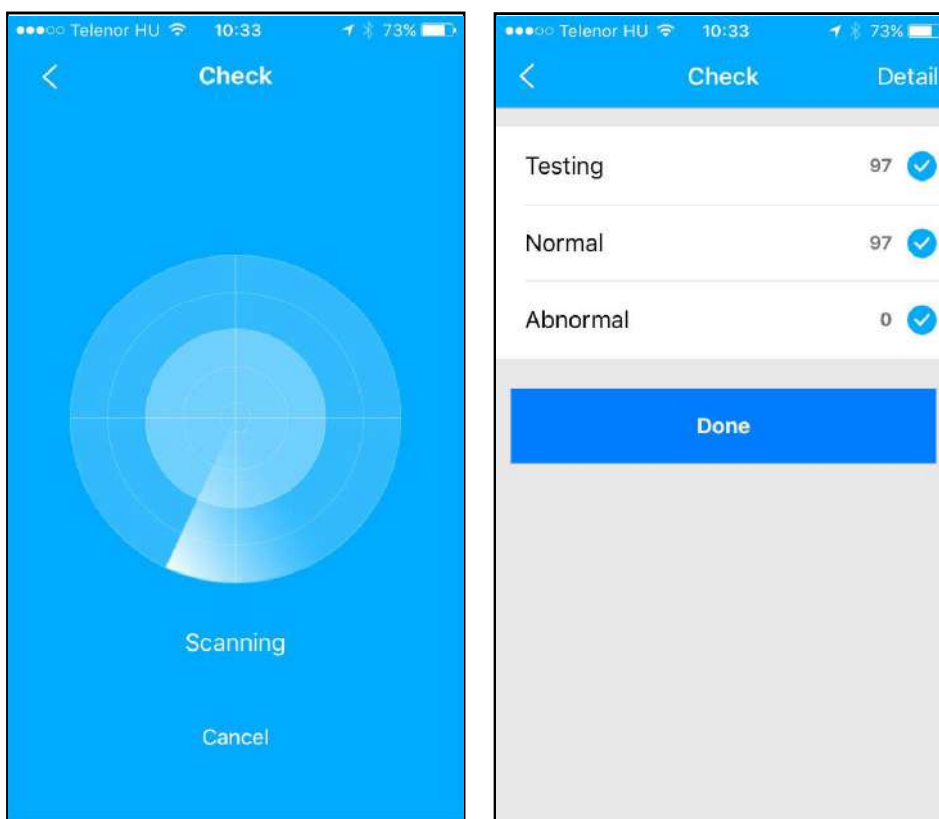 ●●●○○ Telenor HU 10:33 73%
Check
Scanning
Cancel
●●●○○ Telenor HU 10:33 73%
Check Detail
Testing 97
Normal 97
Abnormal 0
Done